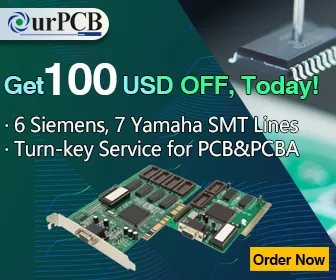 OurPCB
Get 100 USD OFF, Today!
· 6 Siemens, 7 Yamaha SMT Lines
· Turn-key Service for PCB&PCBA
Order Now